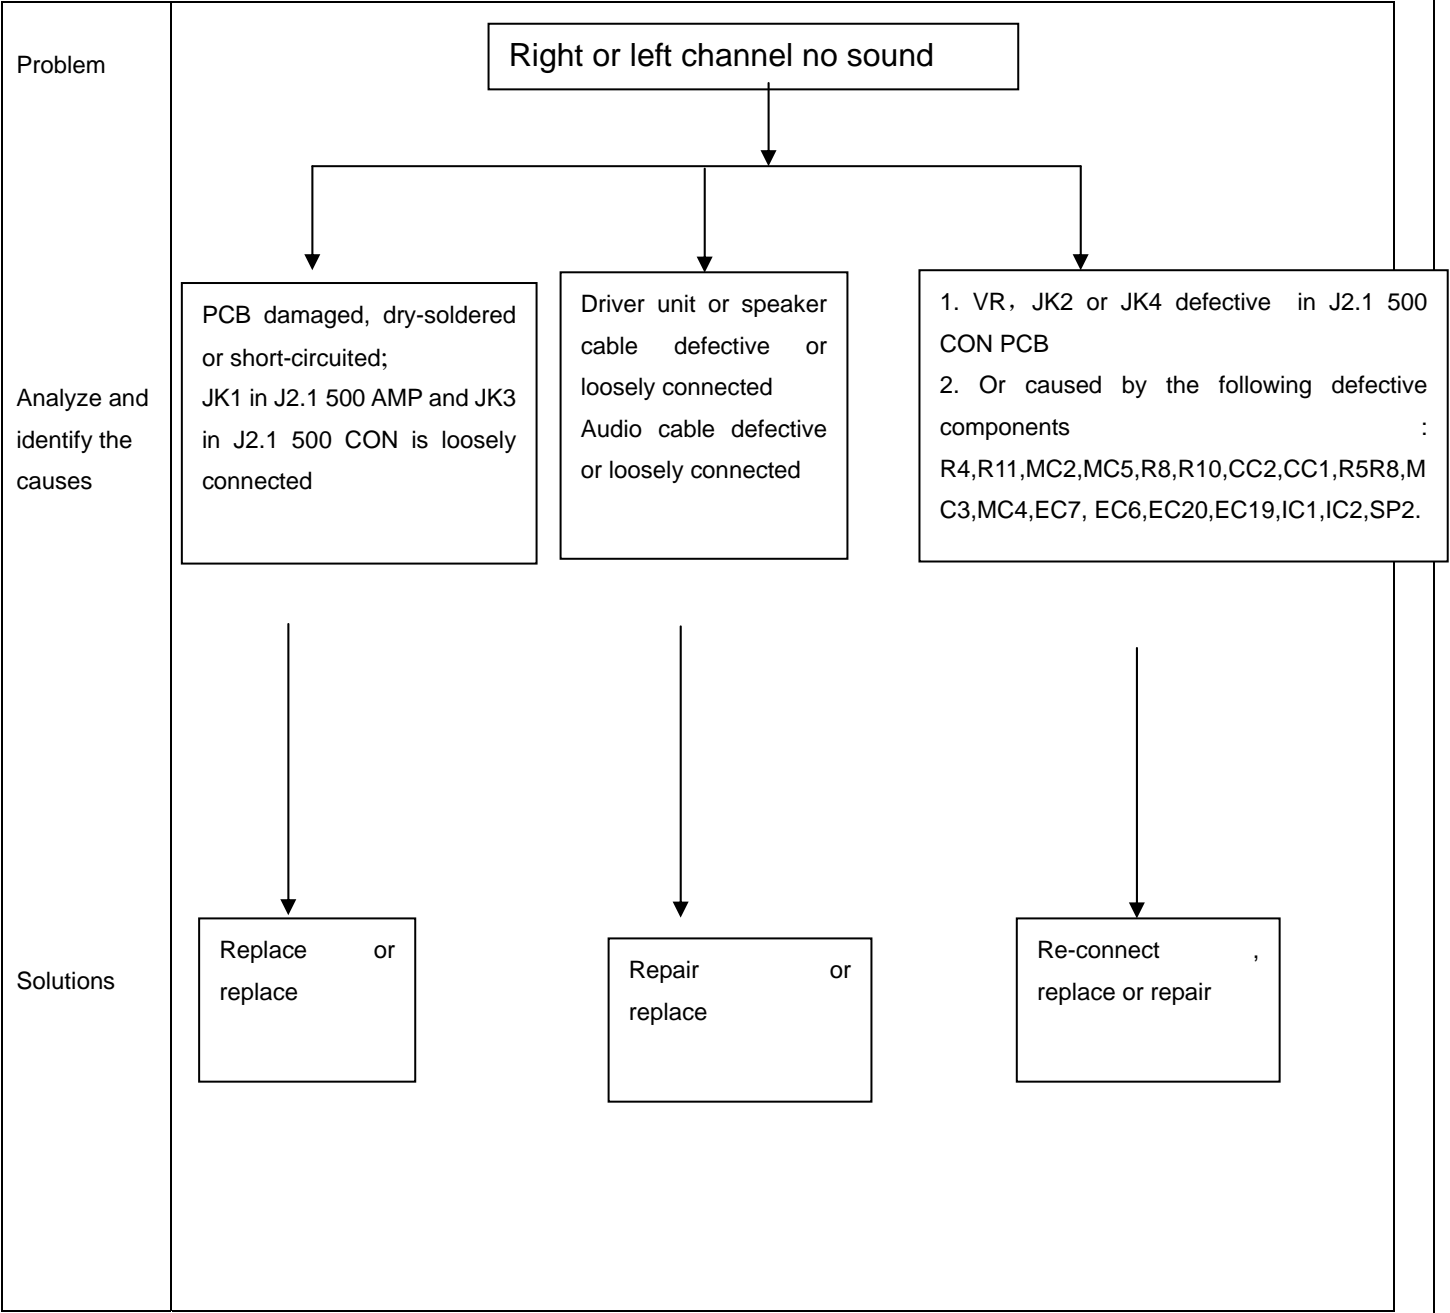 Problem
Right or left channel no sound
Analyze and
identify the
causes
PCB damaged, dry-soldered
or short-circuited;
JK1 in J2.1 500 AMP and JK3
in J2.1 500 CON is loosely
connected
Driver unit or speaker
cable defective or
loosely connected
Audio cable defective
or loosely connected
1. VR，JK2 or JK4 defective in J2.1 500
CON PCB
2. Or caused by the following defective
components :
R4,R11,MC2,MC5,R8,R10,CC2,CC1,R5R8,M
C3,MC4,EC7, EC6,EC20,EC19,IC1,IC2,SP2.
Solutions
Replace or
replace
Repair or
replace
Re-connect ,
replace or repair